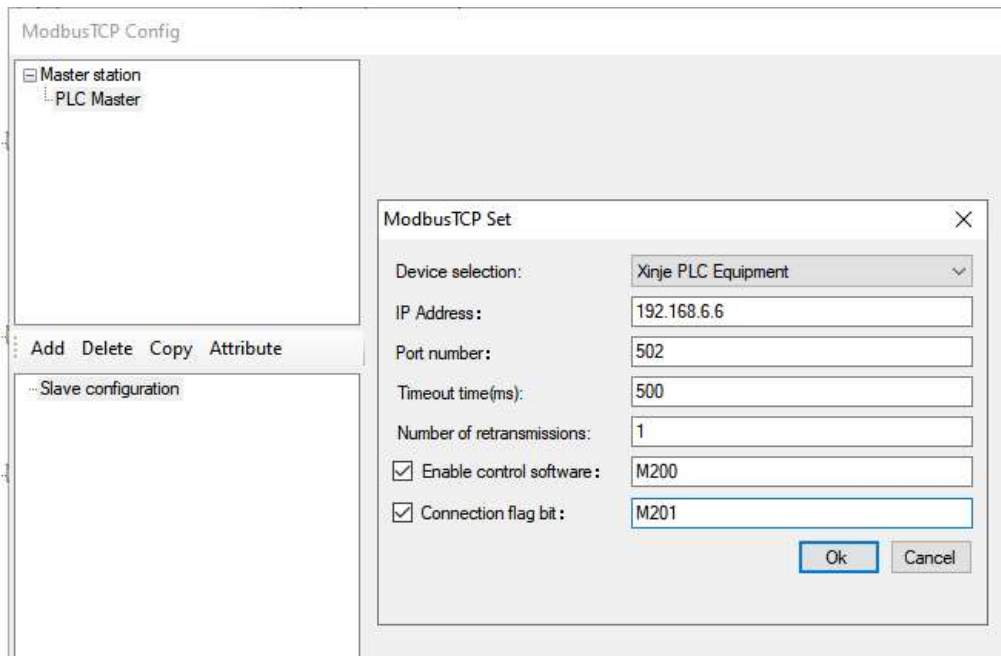 ModbusTCP Config
Master station
PLC Master
Add Delete Copy Attribute
Slave configuration
ModbusTCP Set
Device selection: Xinje PLC Equipment
IP Address: 192.168.6.6
Port number: 502
Timeout time(ms): 500
Number of retransmissions: 1
Enable control software: M200
Connection flag bit: M201
Ok Cancel